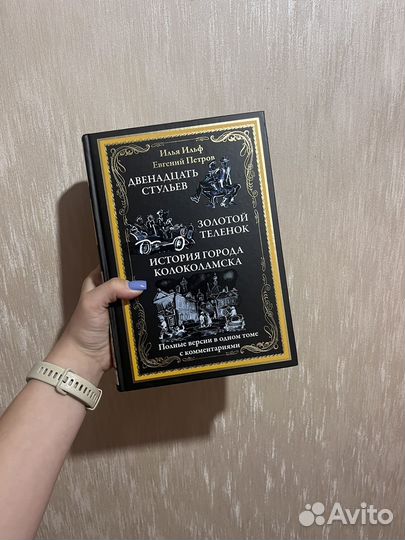 Илья Ильф
Евгений Петров
ДВЕНАДЦАТЬ
СТУЛЬЕВ
ЗОЛОТОЙ
ТЕЛЕНОК
ИСТОРИЯ ГОРОДА
КОЛОКОЛАМСКА
Полные версии в одном томе
с комментариями
Avito